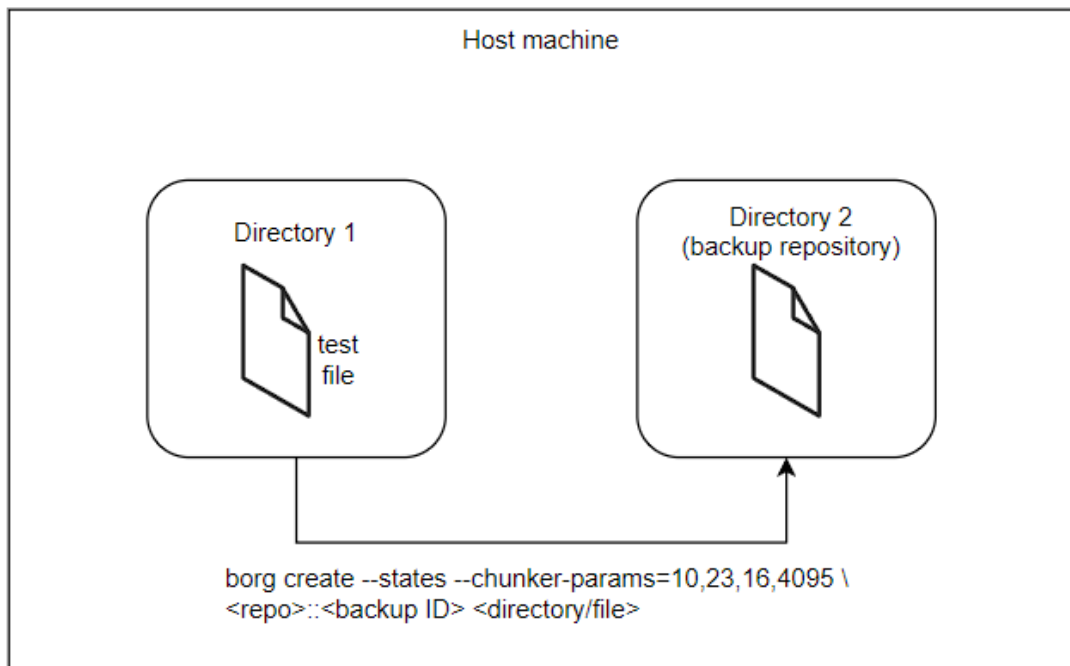 Host machine
Directory 1
test
file
Directory 2
(backup repository)
borg create --states --chunker-params=10,23,16,4095 \
<repo>::<backup ID> <directory/file>